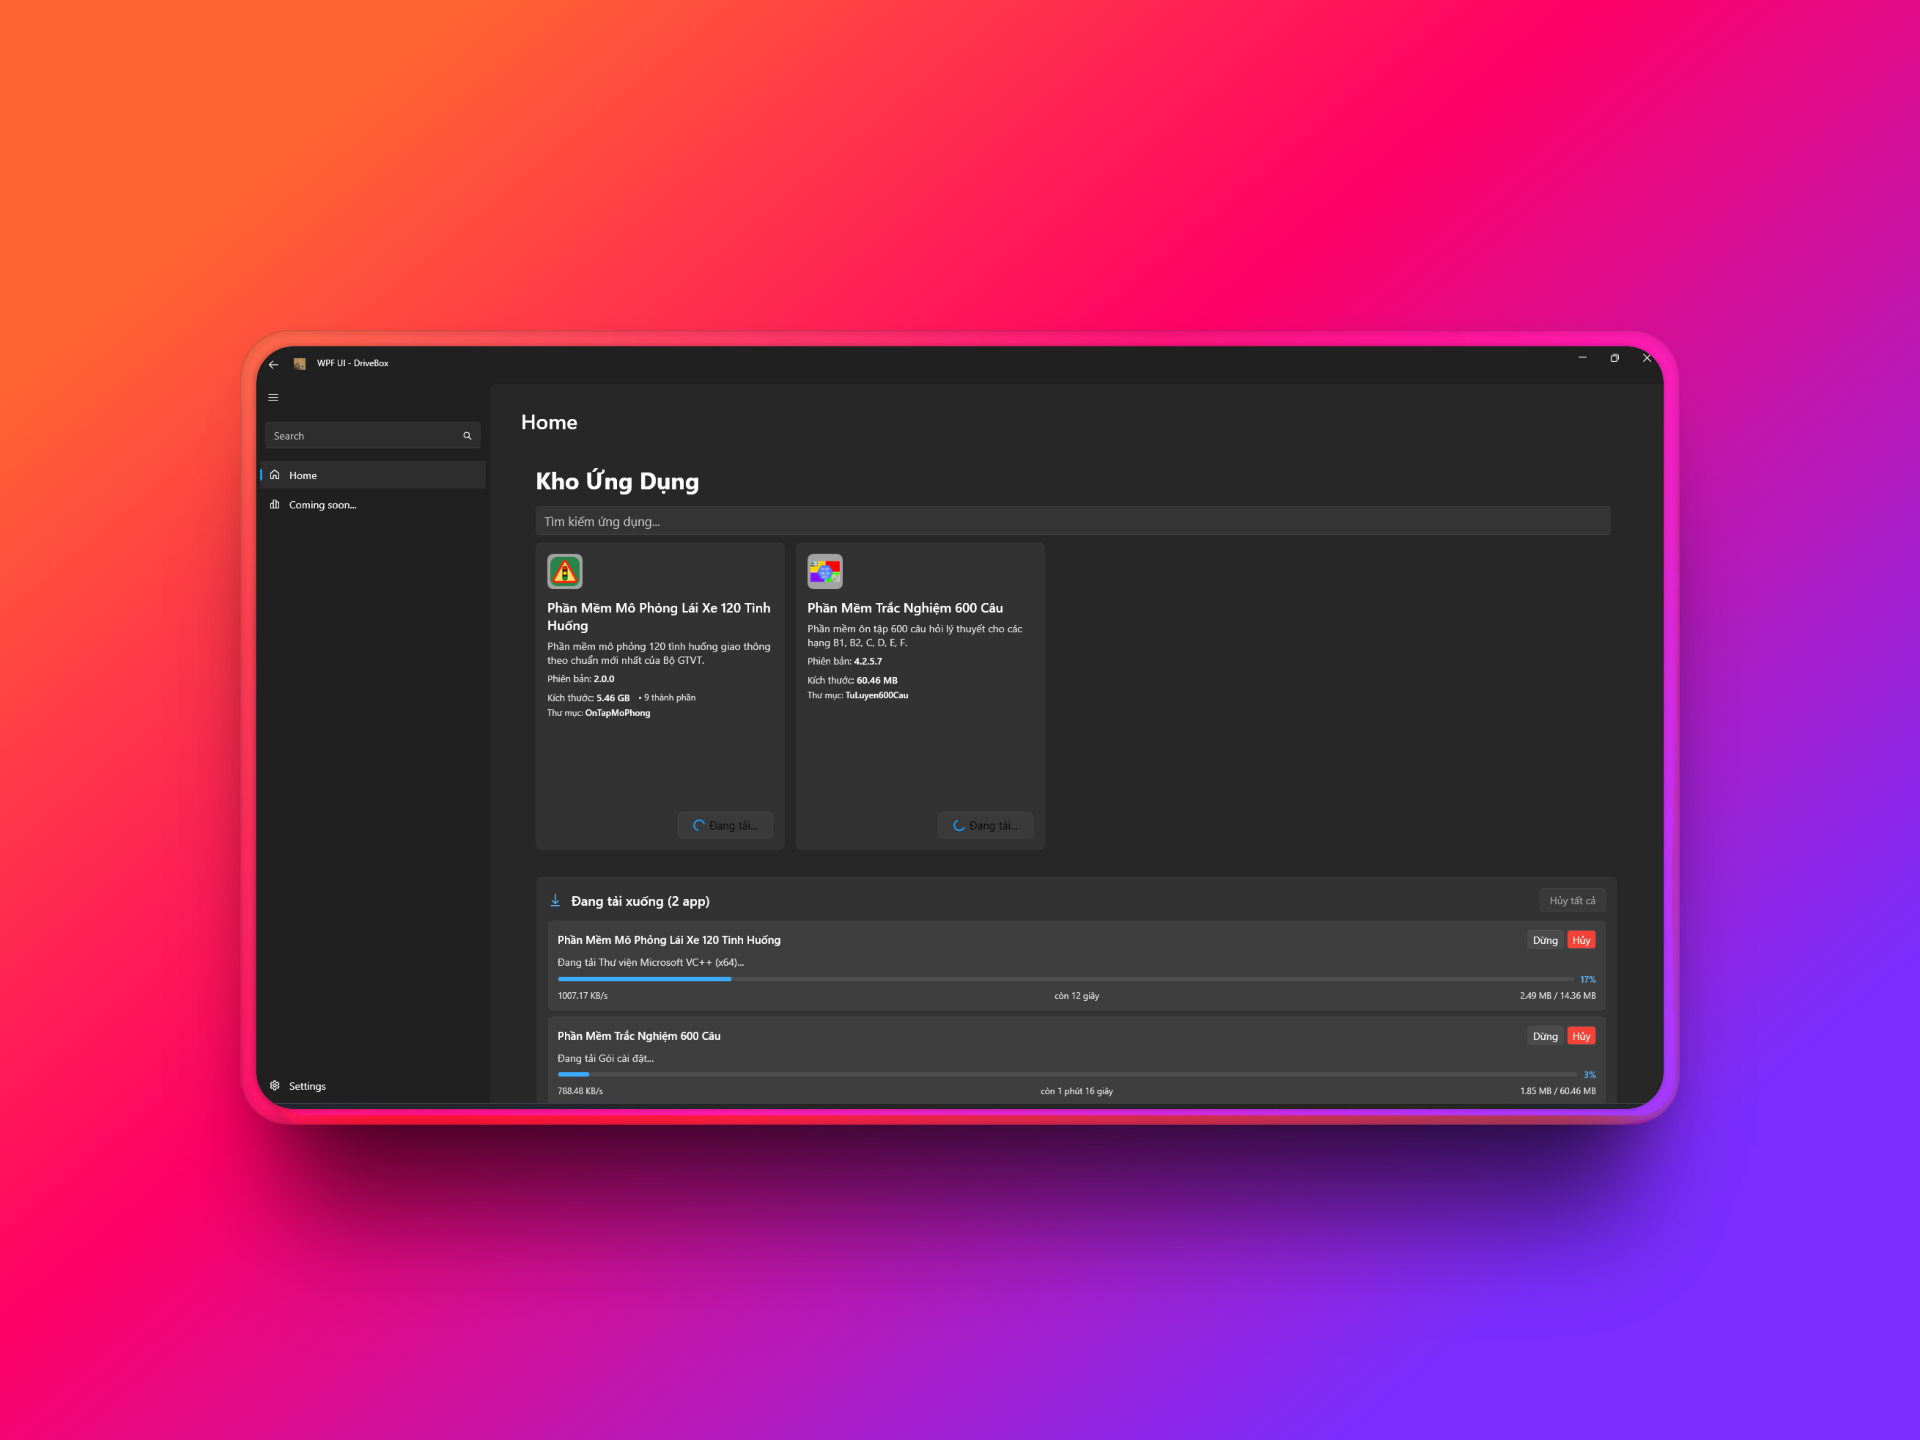 WPF UI - DriveBox
Search
Home
Coming soon...
Settings
Home
Kho Ứng Dụng
Tìm kiếm ứng dụng...
Phần Mềm Mô Phỏng Lái Xe 120 Tình
Huống
Phần mềm mô phỏng 120 tình huống giao thông
theo chuẩn mới nhất của Bộ GTVT.
Phiên bản: 2.0.0
Kích thước: 5.46 GB • 9 thành phần
Thư mục: OnTapMoPhong
Đang tải...
Phần Mềm Trắc Nghiệm 600 Câu
Phần mềm ôn tập 600 câu hỏi lý thuyết cho các
hạng B1, B2, C, D, E, F.
Phiên bản: 4.2.5.7
Kích thước: 60.46 MB
Thư mục: TuLuyen600Cau
Đang tải...
Đang tải xuống (2 app)
Hủy tất cả
Phần Mềm Mô Phỏng Lái Xe 120 Tình Huống
Dừng Hủy
Đang tải Thư viện Microsoft VC++ (x64)...
17%
1007.17 KB/s còn 12 giây 2.49 MB / 14.36 MB
Phần Mềm Trắc Nghiệm 600 Câu
Dừng Hủy
Đang tải Gói cài đặt...
3%
788.48 KB/s còn 1 phút 16 giây 1.85 MB / 60.46 MB